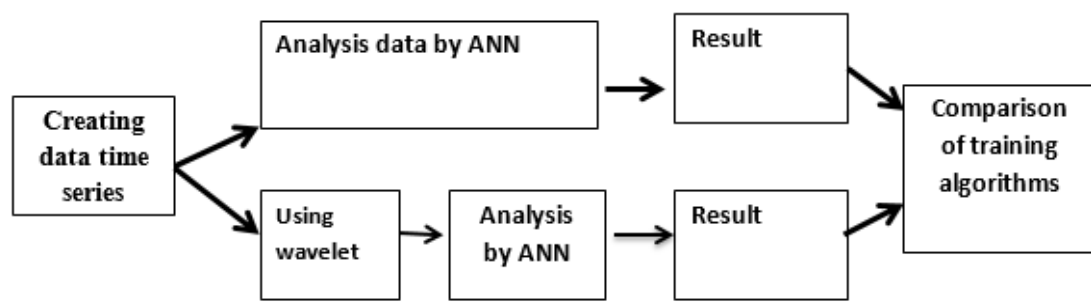 Creating
data time
series
Analysis data by ANN
Result
Using
wavelet
Analysis
by ANN
Result
Comparison
of training
algorithms